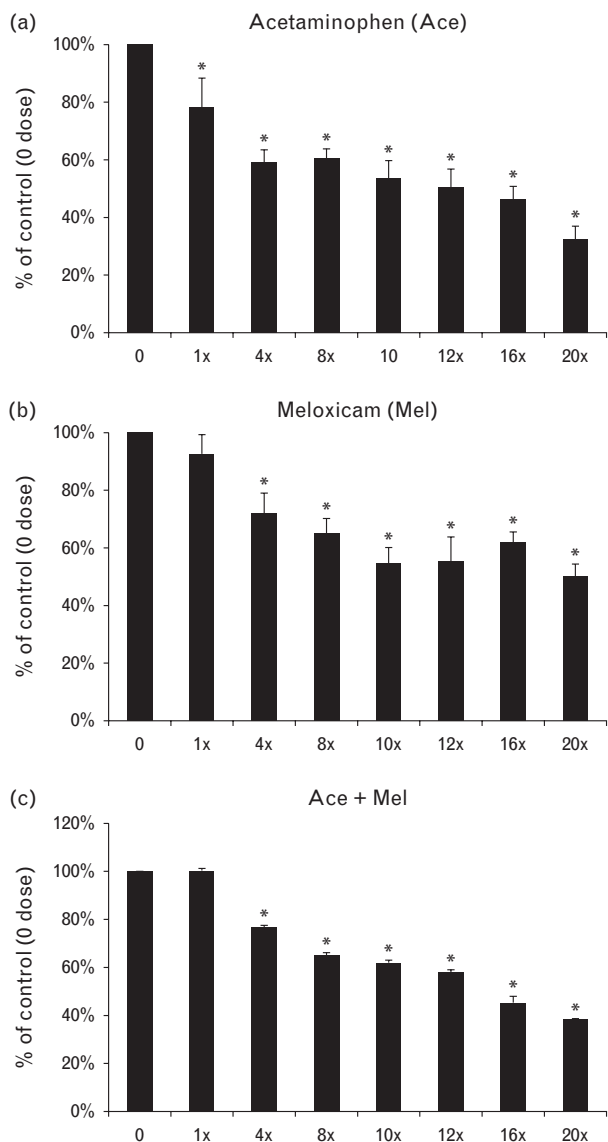 (a) Acetaminophen (Ace)
100%
80%
60%
40%
20%
0%
% of control (0 dose)
* * * * * * *
0 1x 4x 8x 10 12x 16x 20x
(b) Meloxicam (Mel)
100%
80%
60%
40%
20%
0%
% of control (0 dose)
* * * * * *
0 1x 4x 8x 10x 12x 16x 20x
(c) Ace + Mel
120%
100%
80%
60%
40%
20%
0%
% of control (0 dose)
* * * * * *
0 1x 4x 8x 10x 12x 16x 20x